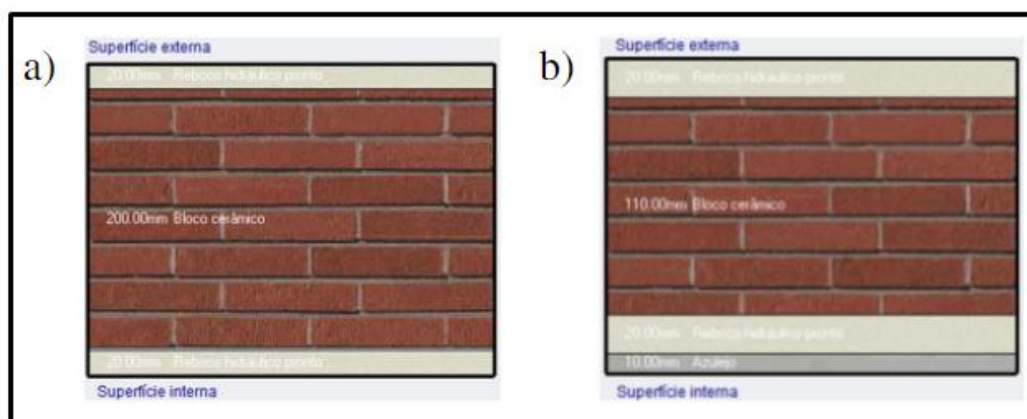 a)
Superfície externa
20.00mm Reboco hidráulico pronto
200.00mm Bloco cerâmico
20.00mm Reboco hidráulico pronto
Superfície interna
b)
Superfície externa
20.00mm Reboco hidráulico pronto
110.00mm Bloco cerâmico
20.00mm Reboco hidráulico pronto
10.00mm Azulejo
Superfície interna